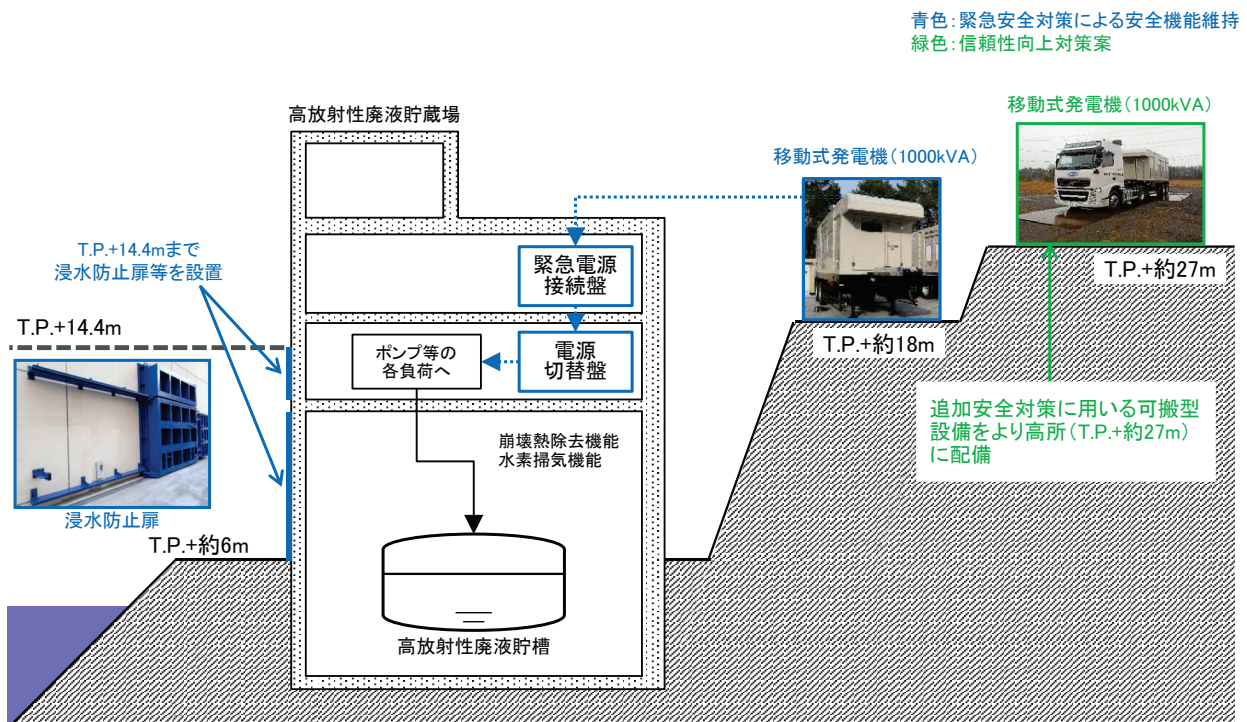 青色：緊急安全対策による安全機能維持
緑色：信頼性向上対策案
高放射性廃液貯蔵場
移動式発電機（1000kVA）
移動式発電機（1000kVA）
T.P.+14.4mまで
浸水防止扉等を設置
緊急電源
接続盤
T.P.+約27m
T.P.+14.4m
ポンプ等の
各負荷へ
電源
切替盤
T.P.+約18m
追加安全対策に用いる可搬型
設備をより高所（T.P.+約27m）
に配備
崩壊熱除去機能
水素掃気機能
浸水防止扉
T.P.+約6m
高放射性廃液貯槽